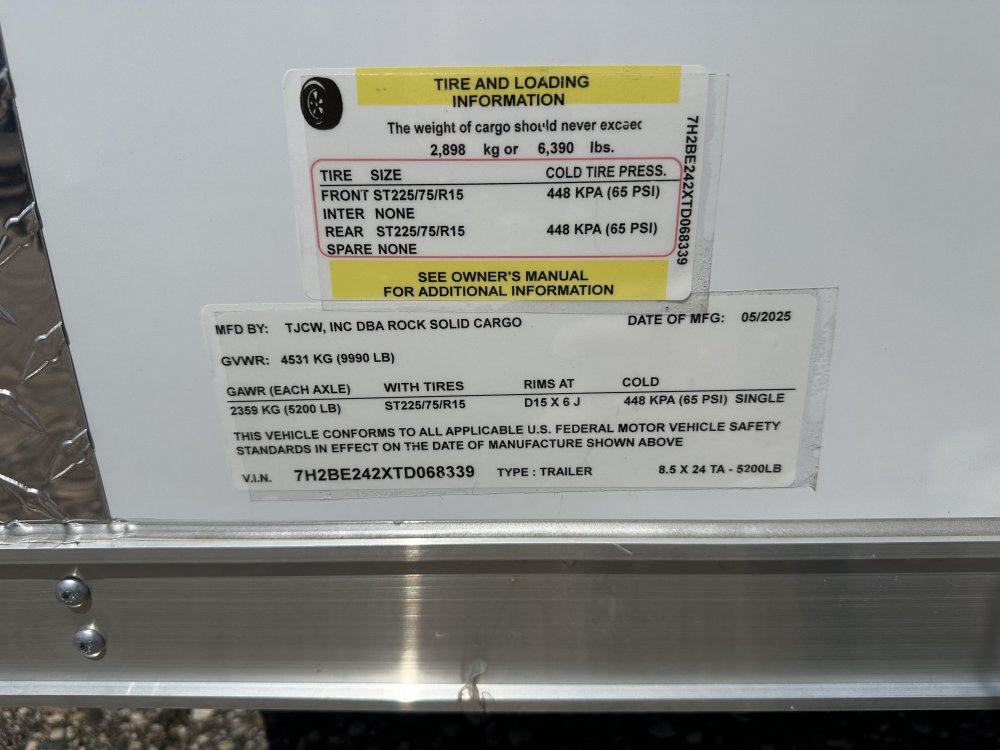 TIRE AND LOADING
INFORMATION
The weight of cargo should never exceed
2,898 kg or 6,390 lbs.
TIRE SIZE COLD TIRE PRESS.
FRONT ST225/75/R15 448 KPA (65 PSI)
INTER NONE
REAR ST225/75/R15 448 KPA (65 PSI)
SPARE NONE
SEE OWNER'S MANUAL
FOR ADDITIONAL INFORMATION
7H2BE242XTD068339
MFD BY: TJCW, INC DBA ROCK SOLID CARGO DATE OF MFG: 05/2025
GVWR: 4531 KG (9990 LB)
GAWR (EACH AXLE) WITH TIRES RIMS AT COLD
2359 KG (5200 LB) ST225/75/R15 D15 X 6 J 448 KPA (65 PSI) SINGLE
THIS VEHICLE CONFORMS TO ALL APPLICABLE U.S. FEDERAL MOTOR VEHICLE SAFETY
STANDARDS IN EFFECT ON THE DATE OF MANUFACTURE SHOWN ABOVE
V.I.N. 7H2BE242XTD068339 TYPE : TRAILER 8.5 X 24 TA - 5200LB